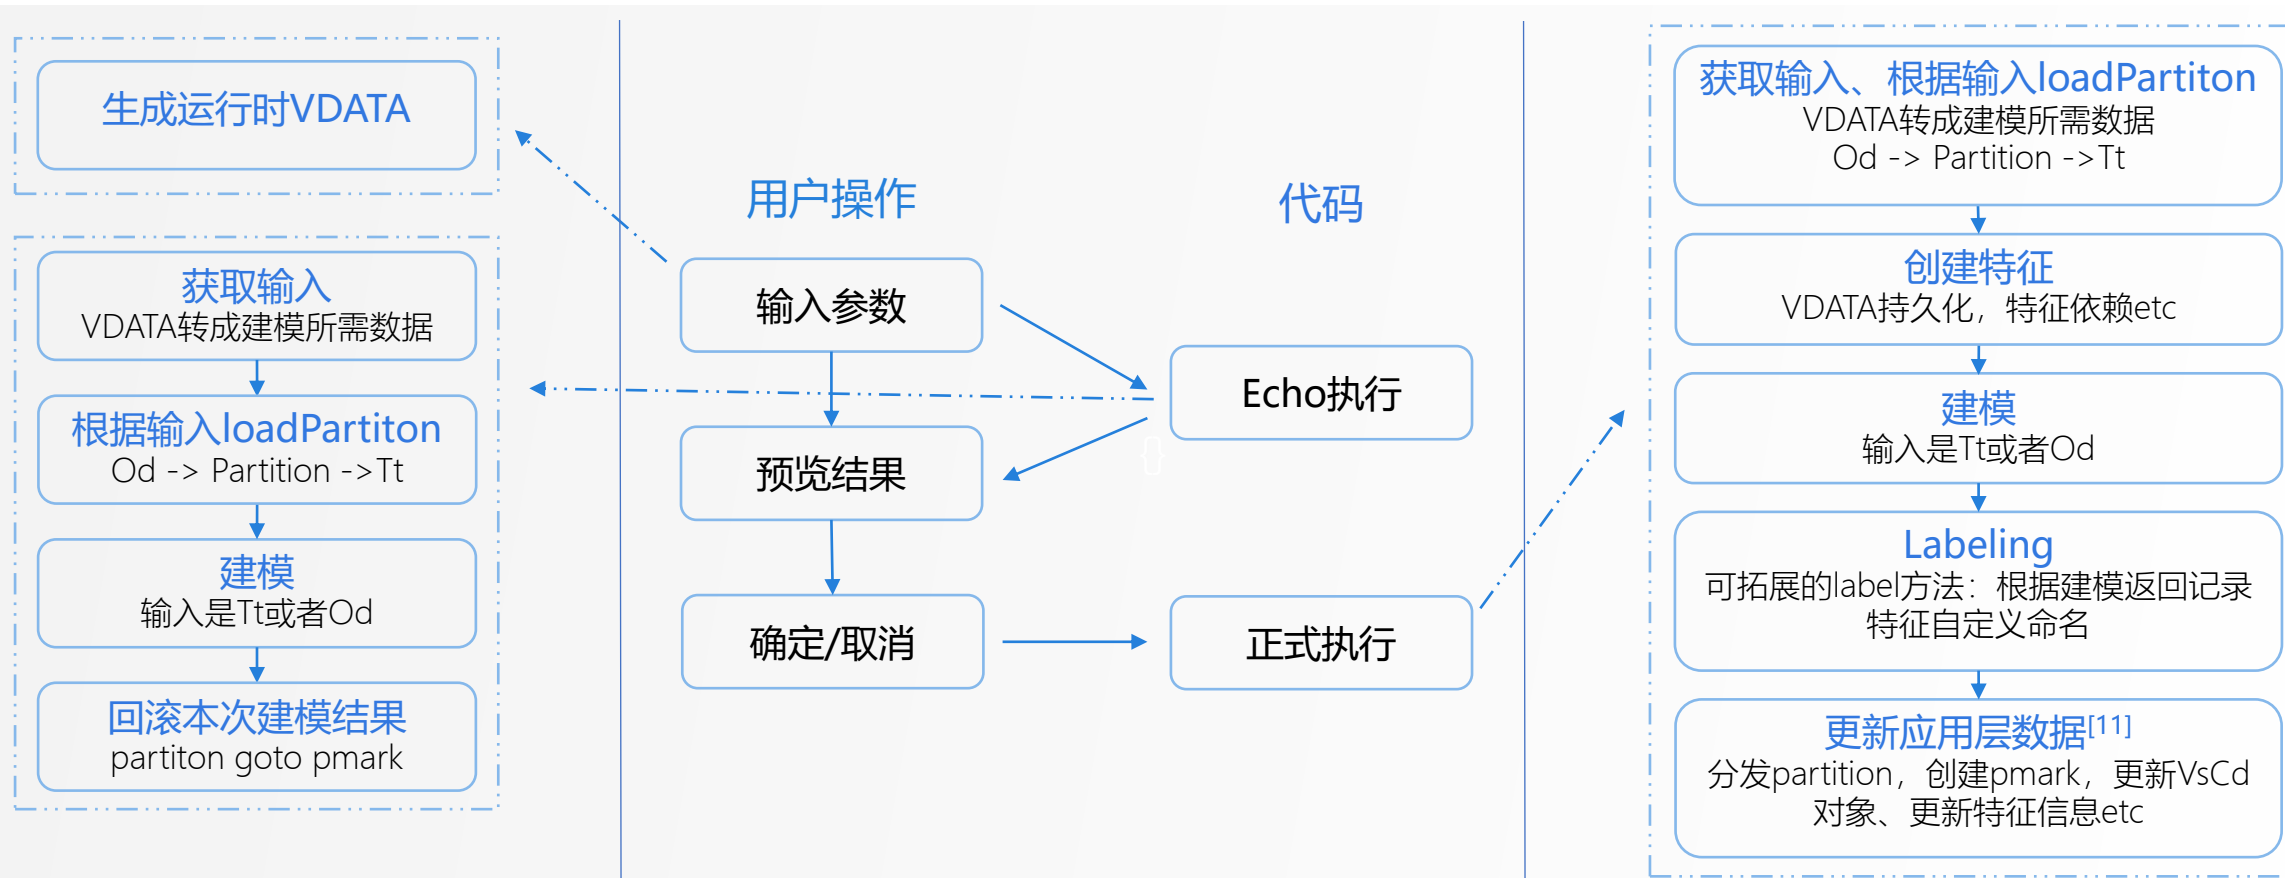 生成运行时VDATA
获取输入
VDATA转成建模所需数据
根据输入loadPartiton
Od -> Partition ->Tt
建模
输入是Tt或者Od
回滚本次建模结果
partiton goto pmark
用户操作
代码
输入参数
Echo执行
{}
预览结果
确定/取消
正式执行
获取输入、根据输入loadPartiton
VDATA转成建模所需数据
Od -> Partition ->Tt
创建特征
VDATA持久化，特征依赖etc
建模
输入是Tt或者Od
Labeling
可拓展的label方法：根据建模返回记录
特征自定义命名
更新应用层数据[11]
分发partition，创建pmark，更新VsCd
对象、更新特征信息etc